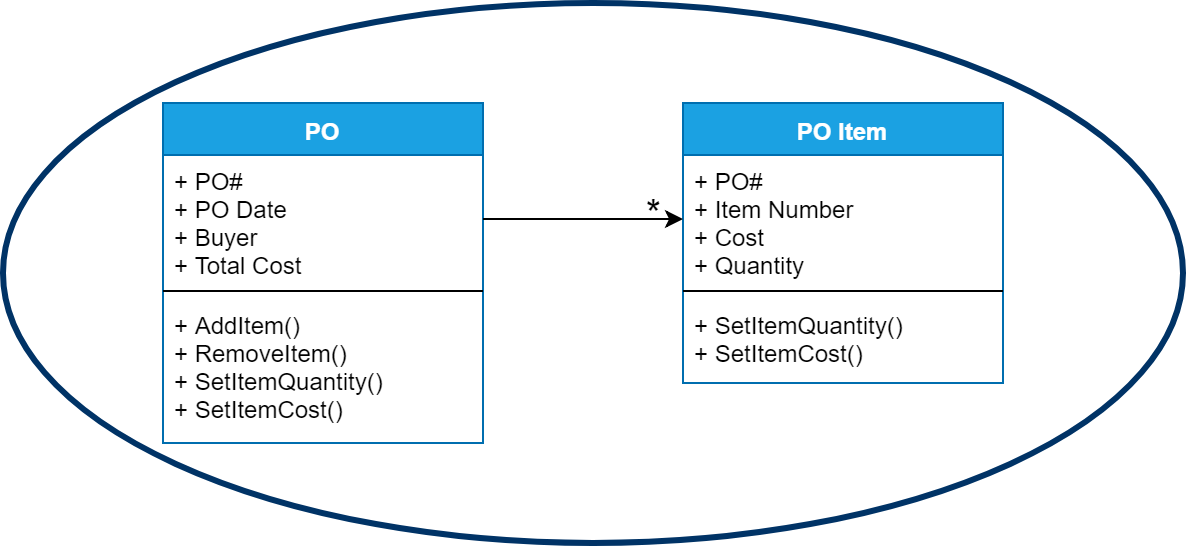 PO
+ PO#
+ PO Date
+ Buyer
+ Total Cost
+ AddItem()
+ RemoveItem()
+ SetItemQuantity()
+ SetItemCost()
*
PO Item
+ PO#
+ Item Number
+ Cost
+ Quantity
+ SetItemQuantity()
+ SetItemCost()